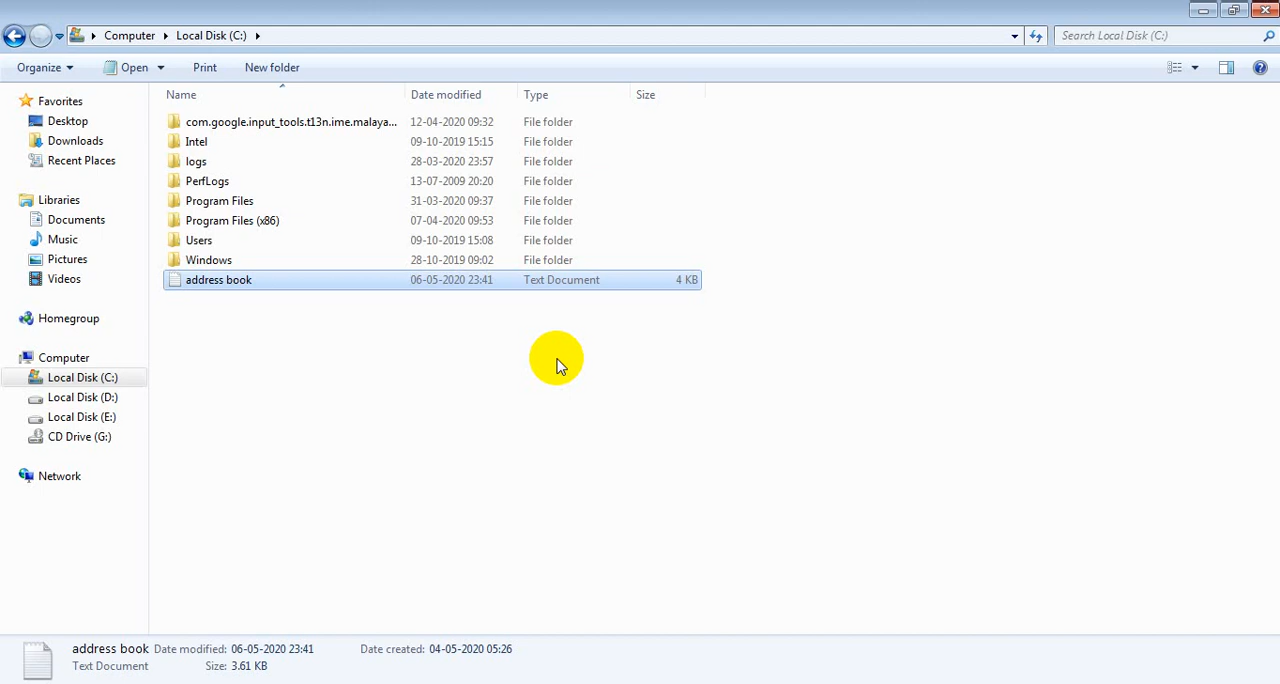 Computer Local Disk (C:)
Search Local Disk (C:)
Organize Open Print New folder
Name Date modified Type Size
Favorites
Desktop
Downloads
Recent Places
Libraries
Documents
Music
Pictures
Videos
Homegroup
Computer
Local Disk (C:)
Local Disk (D:)
Local Disk (E:)
CD Drive (G:)
Network
com.google.input_tools.t13n.ime.malaya... 12-04-2020 09:32 File folder
Intel 09-10-2019 15:15 File folder
logs 28-03-2020 23:57 File folder
PerfLogs 13-07-2009 20:20 File folder
Program Files 31-03-2020 09:37 File folder
Program Files (x86) 07-04-2020 09:53 File folder
Users 09-10-2019 15:08 File folder
Windows 28-10-2019 09:02 File folder
address book 06-05-2020 23:41 Text Document 4 KB
address book Date modified: 06-05-2020 23:41 Date created: 04-05-2020 05:26
Text Document Size: 3.61 KB